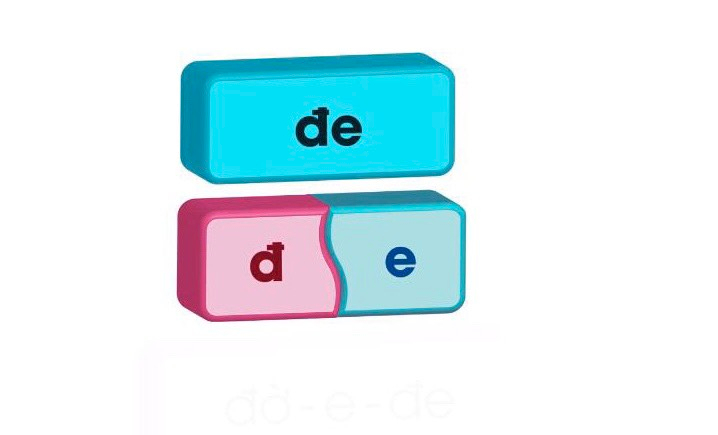 đe
đ e
đờ - e - đe